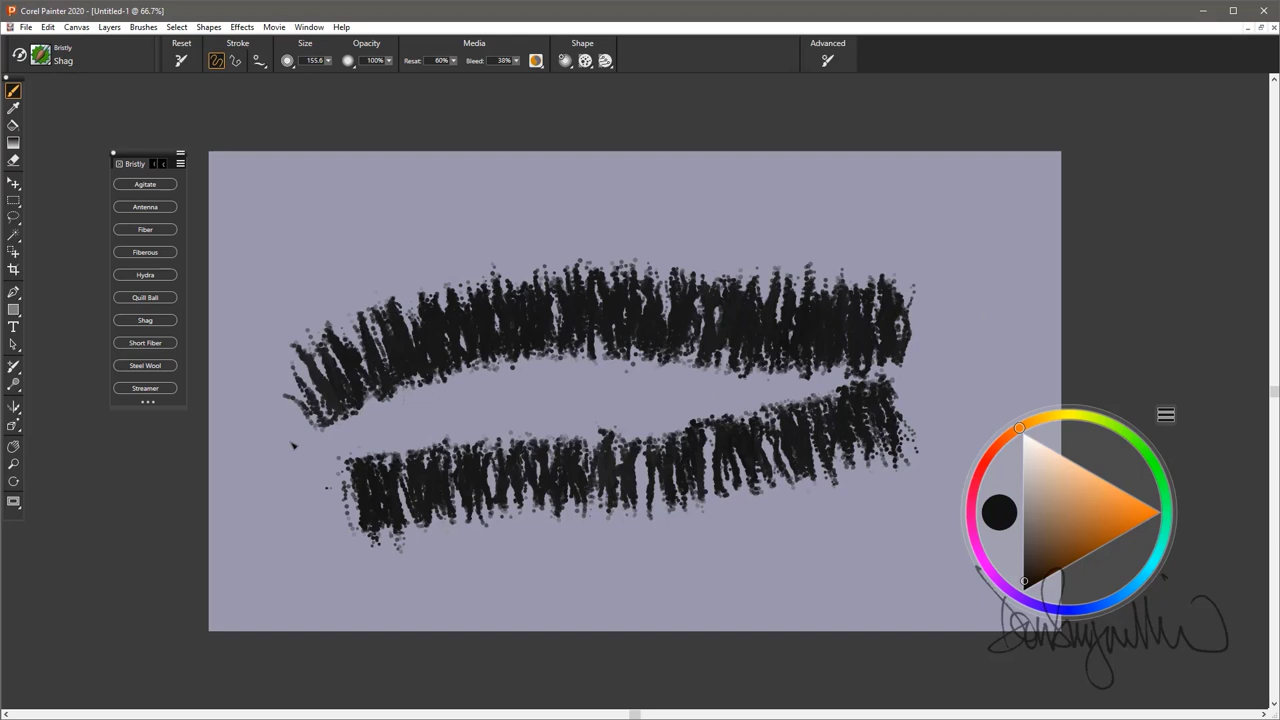 Corel Painter 2020 - [Untitled-1 @ 66.7%]
File Edit Canvas Layers Brushes Select Shapes Effects Movie Window Help
Bristly
Shag
Reset Stroke Size Opacity Media Shape Advanced
155.6 100% Resat: 60% Bleed: 38%
Bristly
Agitate
Antenna
Fiber
Fiberous
Hydra
Quill Ball
Shag
Short Fiber
Steel Wool
Streamer